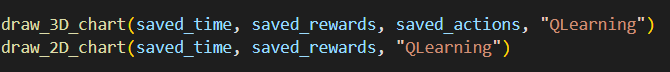 draw_3D_chart(saved_time, saved_rewards, saved_actions, "QLearning")
draw_2D_chart(saved_time, saved_rewards, "QLearning")